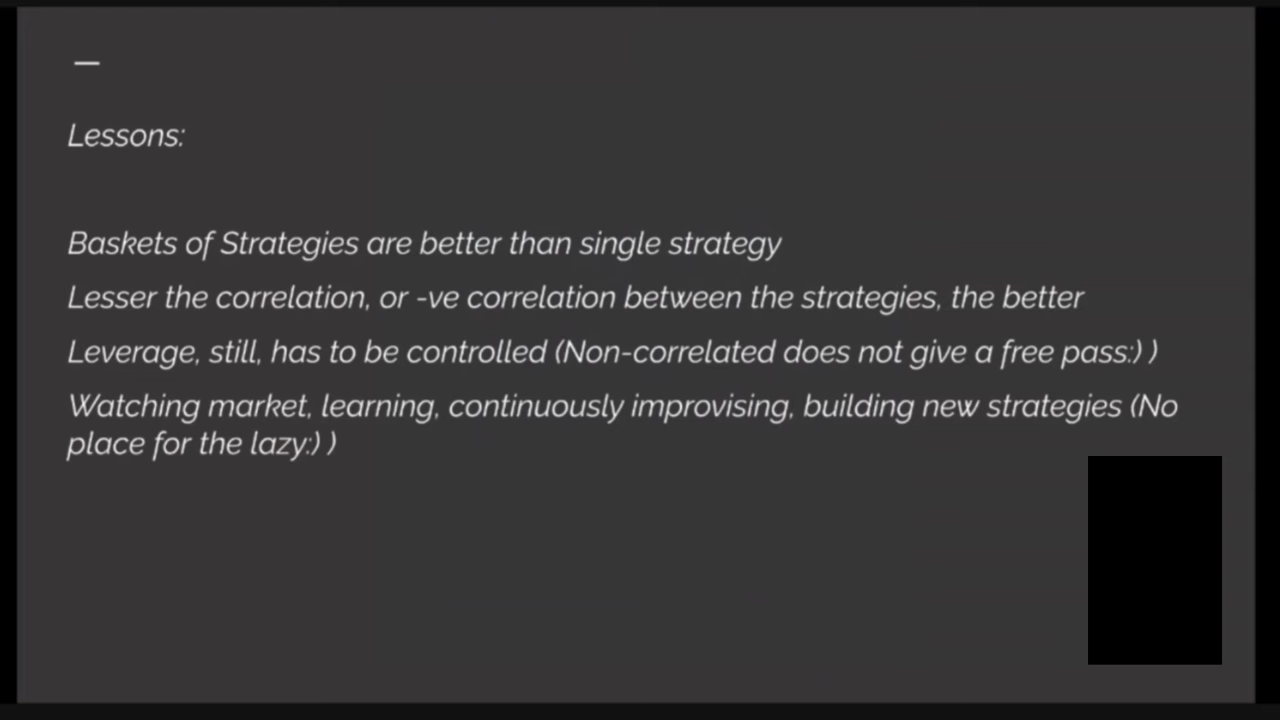 Lessons:
Baskets of Strategies are better than single strategy
Lesser the correlation, or -ve correlation between the strategies, the better
Leverage, still, has to be controlled (Non-correlated does not give a free pass:) )
Watching market, learning, continuously improvising, building new strategies (No
place for the lazy:) )